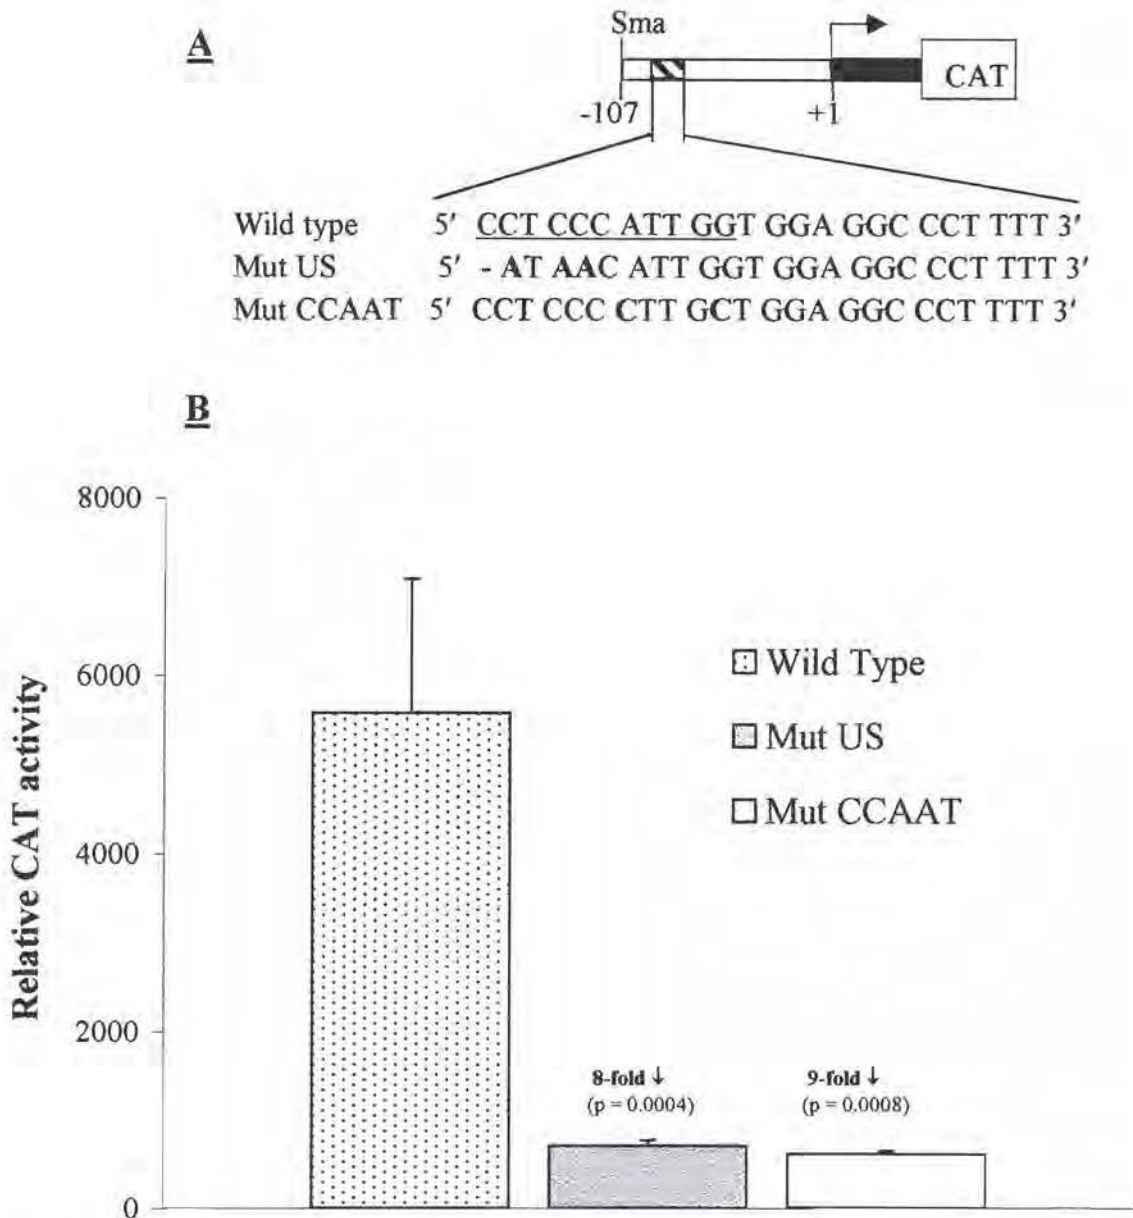 A
Sma
CAT
-107
+1
Wild type 5′ CCT CCC ATT GGT GGA GGC CCT TTT 3′
Mut US 5′ - AT AAC ATT GGT GGA GGC CCT TTT 3′
Mut CCAAT 5′ CCT CCC CTT GCT GGA GGC CCT TTT 3′
B
8000
6000
4000
2000
0
Relative CAT activity
Wild Type
Mut US
Mut CCAAT
8-fold ↓
(p = 0.0004)
9-fold ↓
(p = 0.0008)